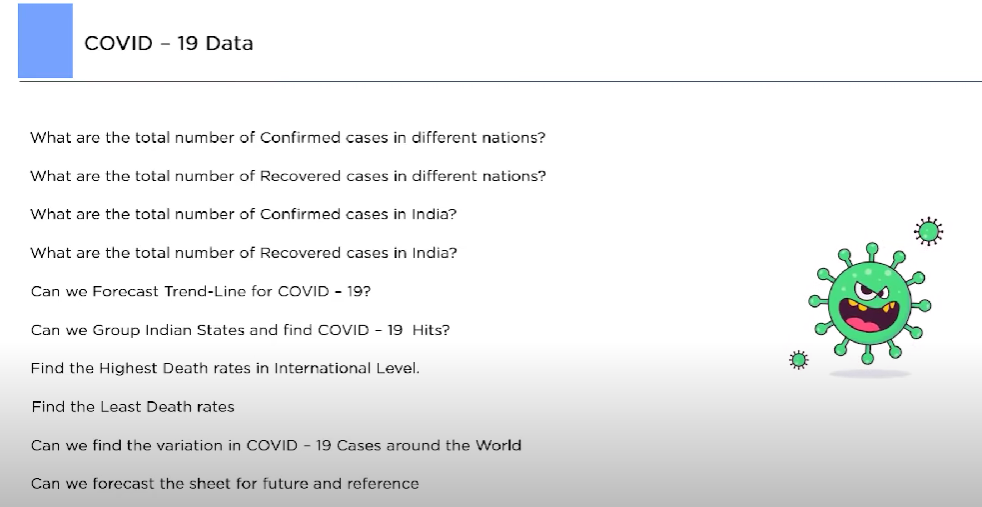 COVID – 19 Data
What are the total number of Confirmed cases in different nations?
What are the total number of Recovered cases in different nations?
What are the total number of Confirmed cases in India?
What are the total number of Recovered cases in India?
Can we Forecast Trend-Line for COVID – 19?
Can we Group Indian States and find COVID – 19 Hits?
Find the Highest Death rates in International Level.
Find the Least Death rates
Can we find the variation in COVID – 19 Cases around the World
Can we forecast the sheet for future and reference